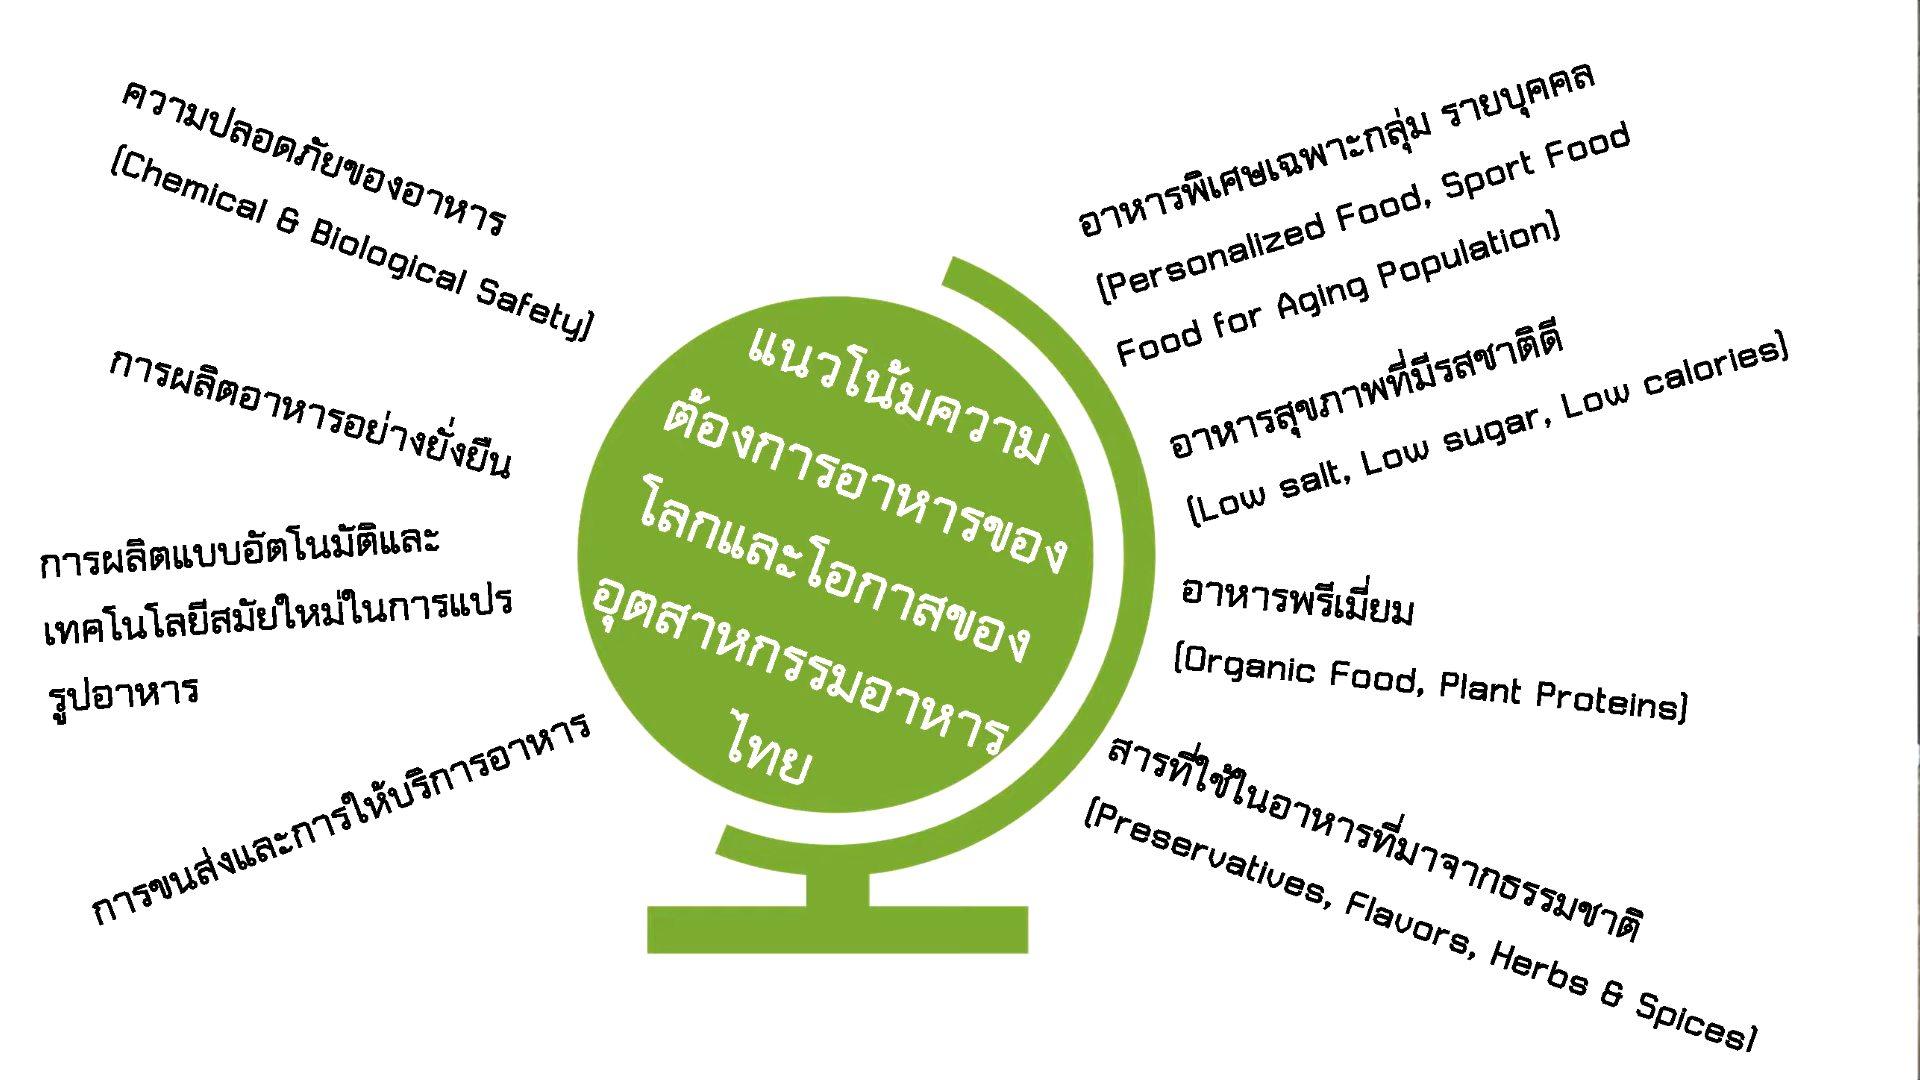 แนวโน้มความ
ต้องการอาหารของ
โลกและโอกาสของ
อุตสาหกรรมอาหาร
ไทย
ความปลอดภัยของอาหาร
(Chemical & Biological Safety)
การผลิตอาหารอย่างยั่งยืน
การผลิตแบบอัตโนมัติและ
เทคโนโลยีสมัยใหม่ในการแปร
รูปอาหาร
การขนส่งและการให้บริการอาหาร
อาหารพิเศษเฉพาะกลุ่ม รายบุคคล
(Personalized Food, Sport Food
Food for Aging Population)
อาหารสุขภาพที่มีรสชาติดี
(Low salt, Low sugar, Low calories)
อาหารพรีเมี่ยม
(Organic Food, Plant Proteins)
สารที่ใช้ในอาหารที่มาจากธรรมชาติ
(Preservatives, Flavors, Herbs & Spices)